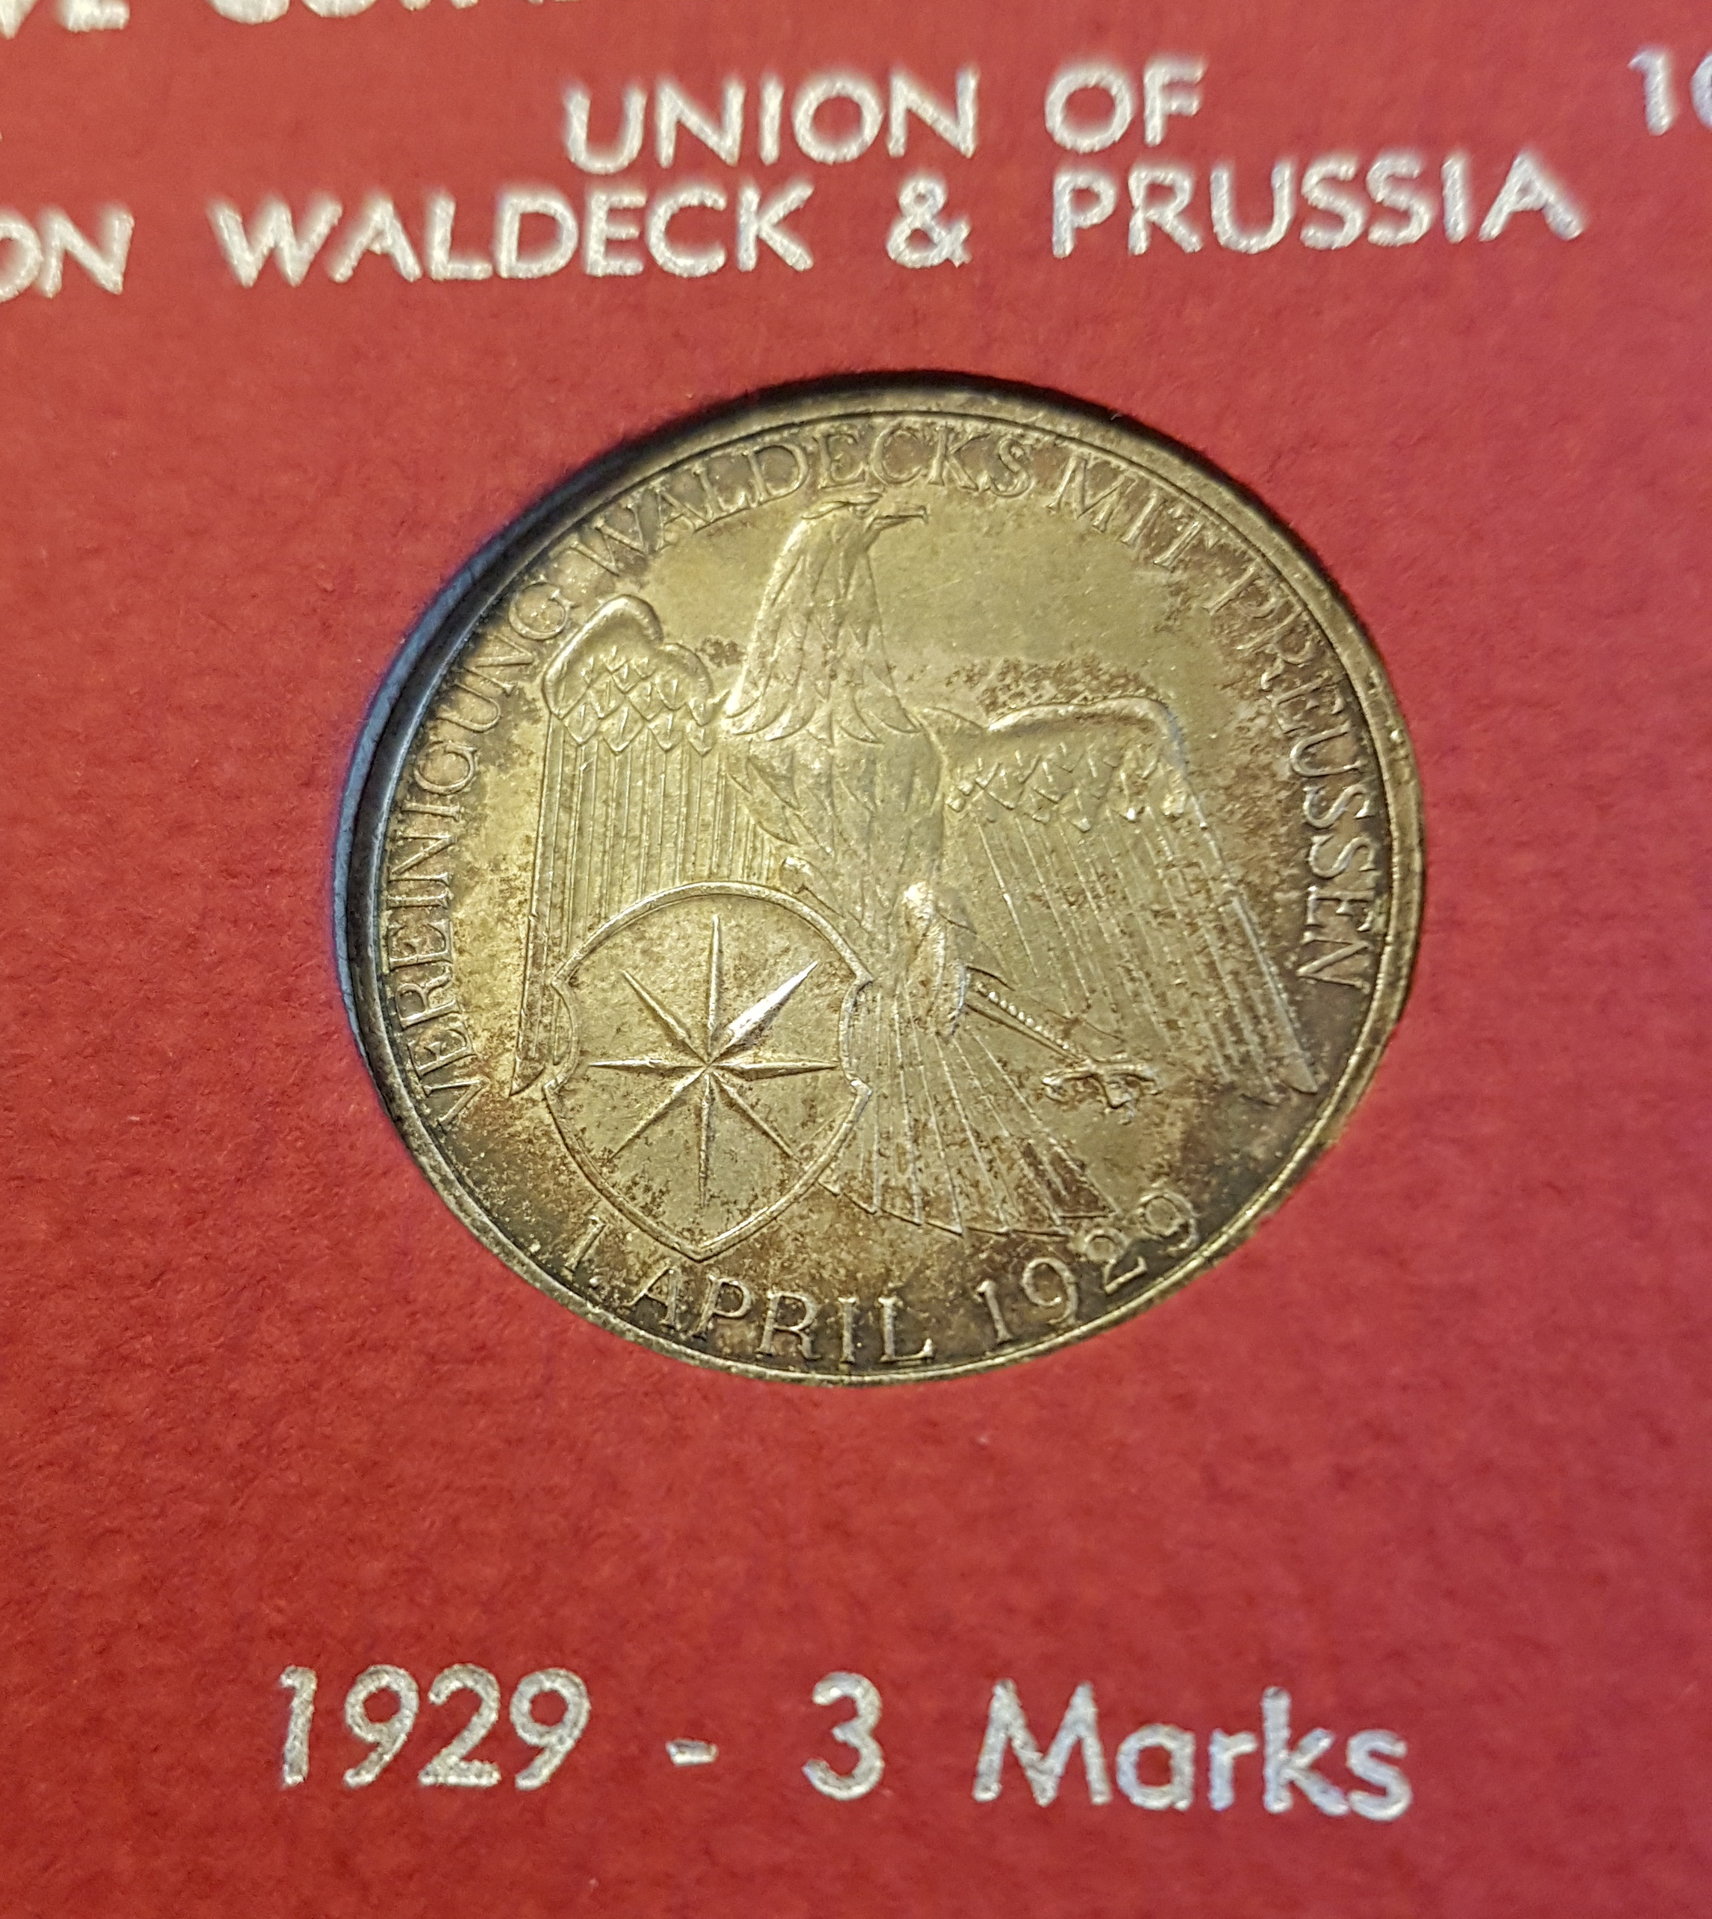 UNION OF
WALDECK & PRUSSIA
VEREINIGUNG WALDECKS MIT PREUSSEN
1. APRIL 1929
1929 - 3 Marks